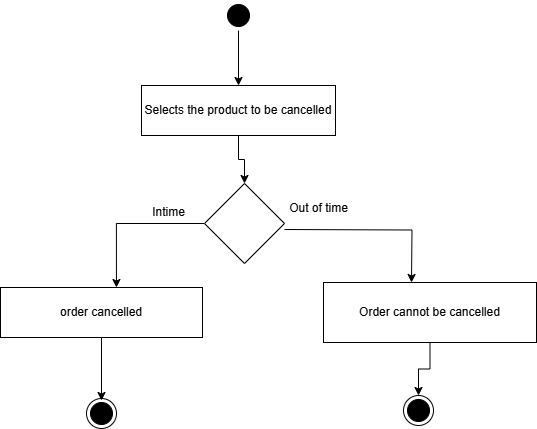 Selects the product to be cancelled
Intime
Out of time
order cancelled
Order cannot be cancelled